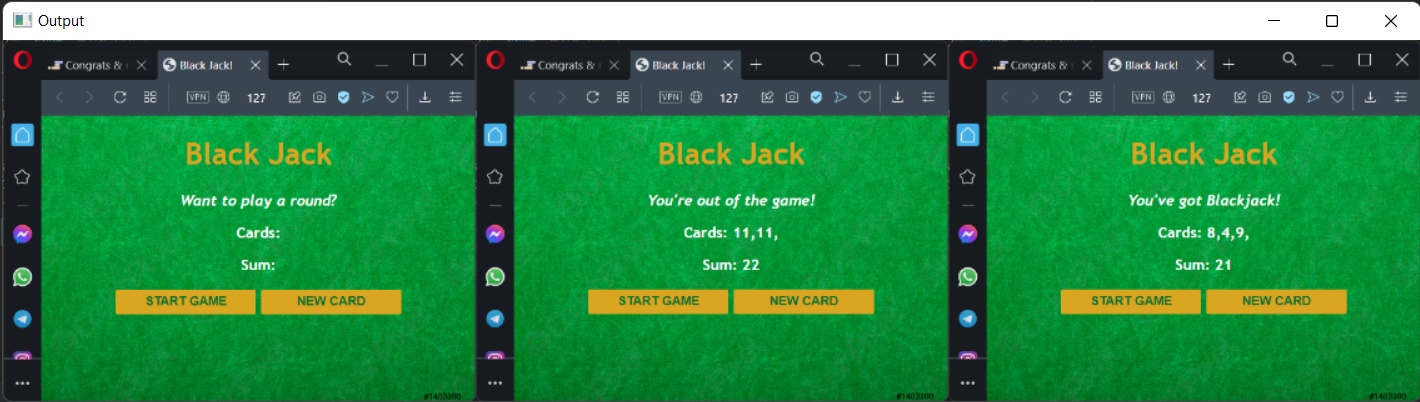 Output
Congrats &
Black Jack!
VPN
127
Black Jack
Want to play a round?
Cards:
Sum:
START GAME
NEW CARD
#1403300
Congrats &
Black Jack!
VPN
127
Black Jack
You're out of the game!
Cards: 11,11,
Sum: 22
START GAME
NEW CARD
#1403300
Congrats &
Black Jack!
VPN
127
Black Jack
You've got Blackjack!
Cards: 8,4,9,
Sum: 21
START GAME
NEW CARD
#1403300